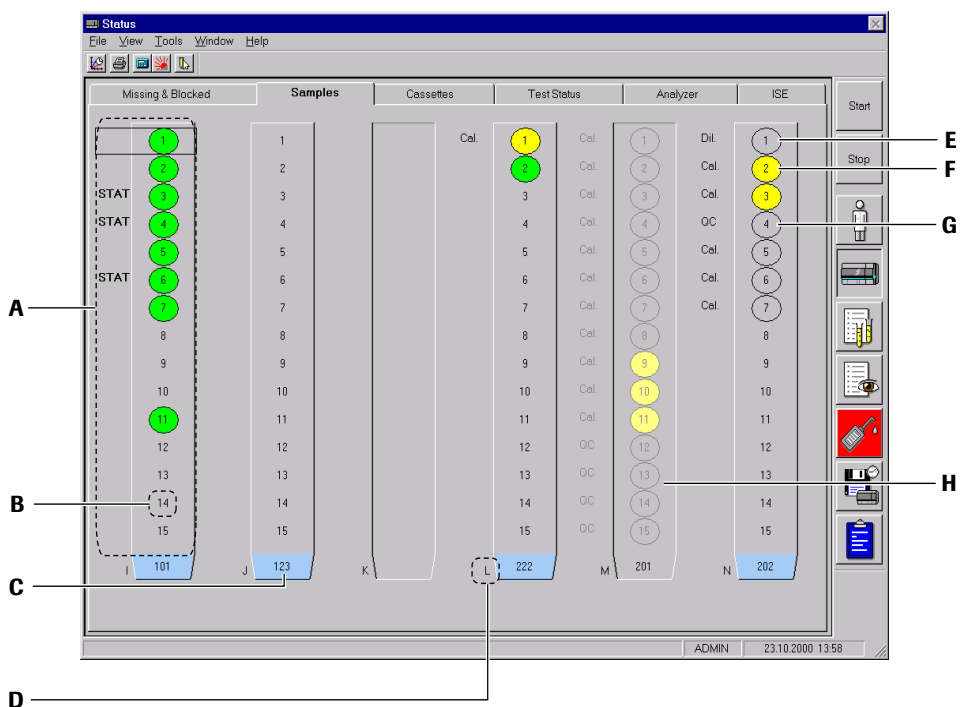 Status
File View Tools Window Help
Missing & Blocked Samples Cassettes Test Status Analyzer ISE
Start
1 1 Cal. 1 Cal. 1 Dil. 1 E
Stop
2 2 2 Cal. 2 Cal. 2 F
STAT 3 3 3 Cal. 3 Cal. 3
STAT 4 4 4 Cal. 4 QC 4 G
5 5 5 Cal. 5 Cal. 5
STAT 6 6 6 Cal. 6 Cal. 6
A 7 7 7 Cal. 7 Cal. 7
8 8 8 Cal. 8 8
9 9 9 Cal. 9 9
10 10 10 Cal. 10 10
11 11 11 Cal. 11 11
12 12 12 QC 12 12
13 13 13 QC 13 13 H
B 14 14 14 QC 14 14
15 15 15 QC 15 15
I 101 J 123 K L 222 M 201 N 202
C
ADMIN 23.10.2000 13:58
D